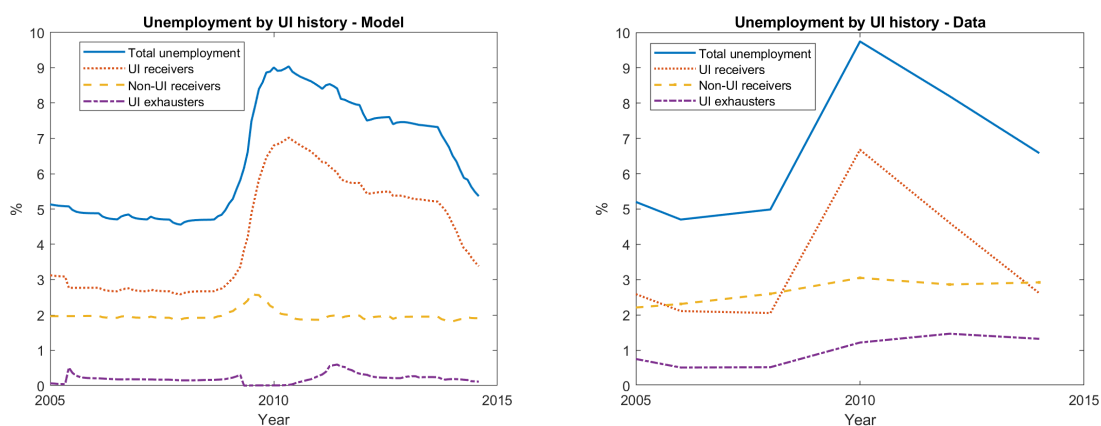 Unemployment by UI history - Model
10
9
8
7
6
5
4
3
2
1
0
%
Total unemployment
UI receivers
Non-UI receivers
UI exhausters
2005
2010
2015
Year
Unemployment by UI history - Data
10
9
8
7
6
5
4
3
2
1
0
%
Total unemployment
UI receivers
Non-UI receivers
UI exhausters
2005
2010
2015
Year